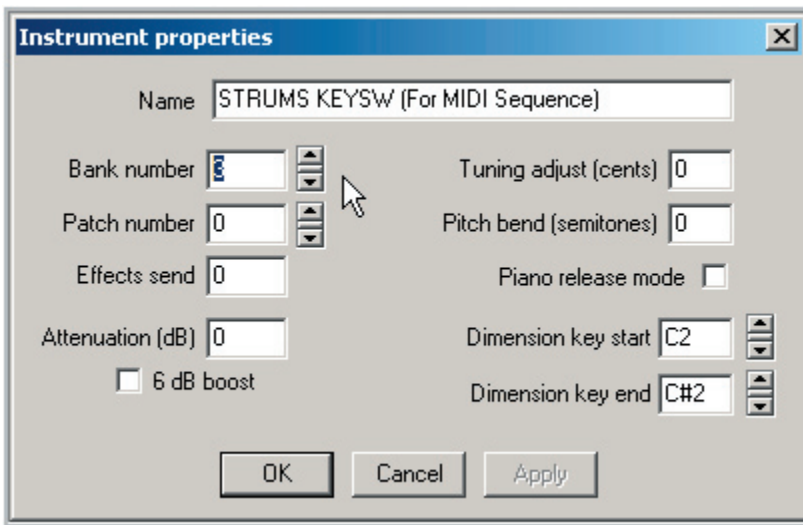 Instrument properties
Name STRUMS KEYSW (For MIDI Sequence)
Bank number
Tuning adjust (cents) 0
Patch number 0
Pitch bend (semitones) 0
Effects send 0
Piano release mode
Attenuation (dB) 0
Dimension key start C2
6 dB boost
Dimension key end C#2
OK Cancel Apply